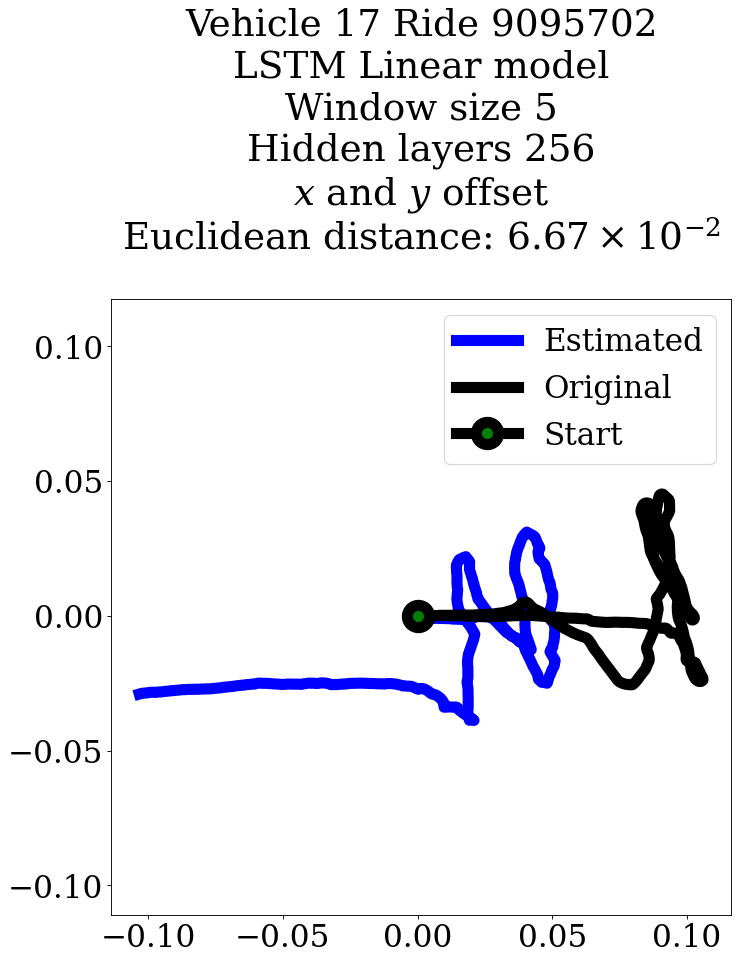 Vehicle 17 Ride 9095702
LSTM Linear model
Window size 5
Hidden layers 256
x and y offset
Euclidean distance: 6.67 × 10⁻²
Estimated
Original
Start
0.10
0.05
0.00
−0.05
−0.10
−0.10 −0.05 0.00 0.05 0.10